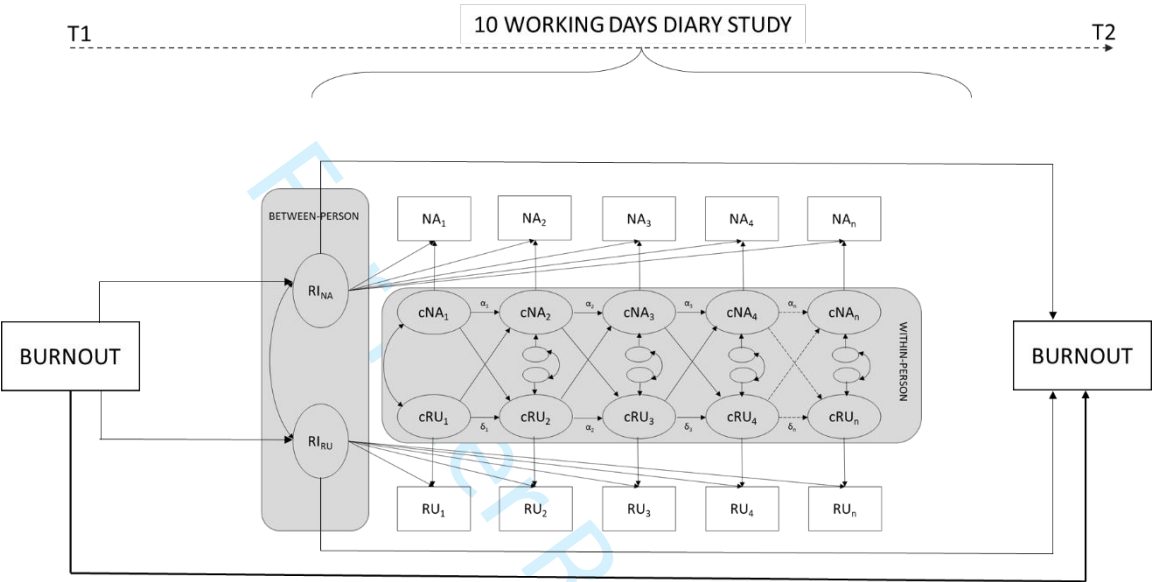 10 WORKING DAYS DIARY STUDY
T1
T2
BETWEEN-PERSON
NA₁
NA₂
NA₃
NA₄
NAₙ
RI_NA
cNA₁
α₁
cNA₂
α₂
cNA₃
α₃
cNA₄
αₙ
cNAₙ
WITHIN-PERSON
BURNOUT
BURNOUT
cRU₁
δ₁
cRU₂
α₂
cRU₃
δ₃
cRU₄
δₙ
cRUₙ
RI_RU
RU₁
RU₂
RU₃
RU₄
RUₙ